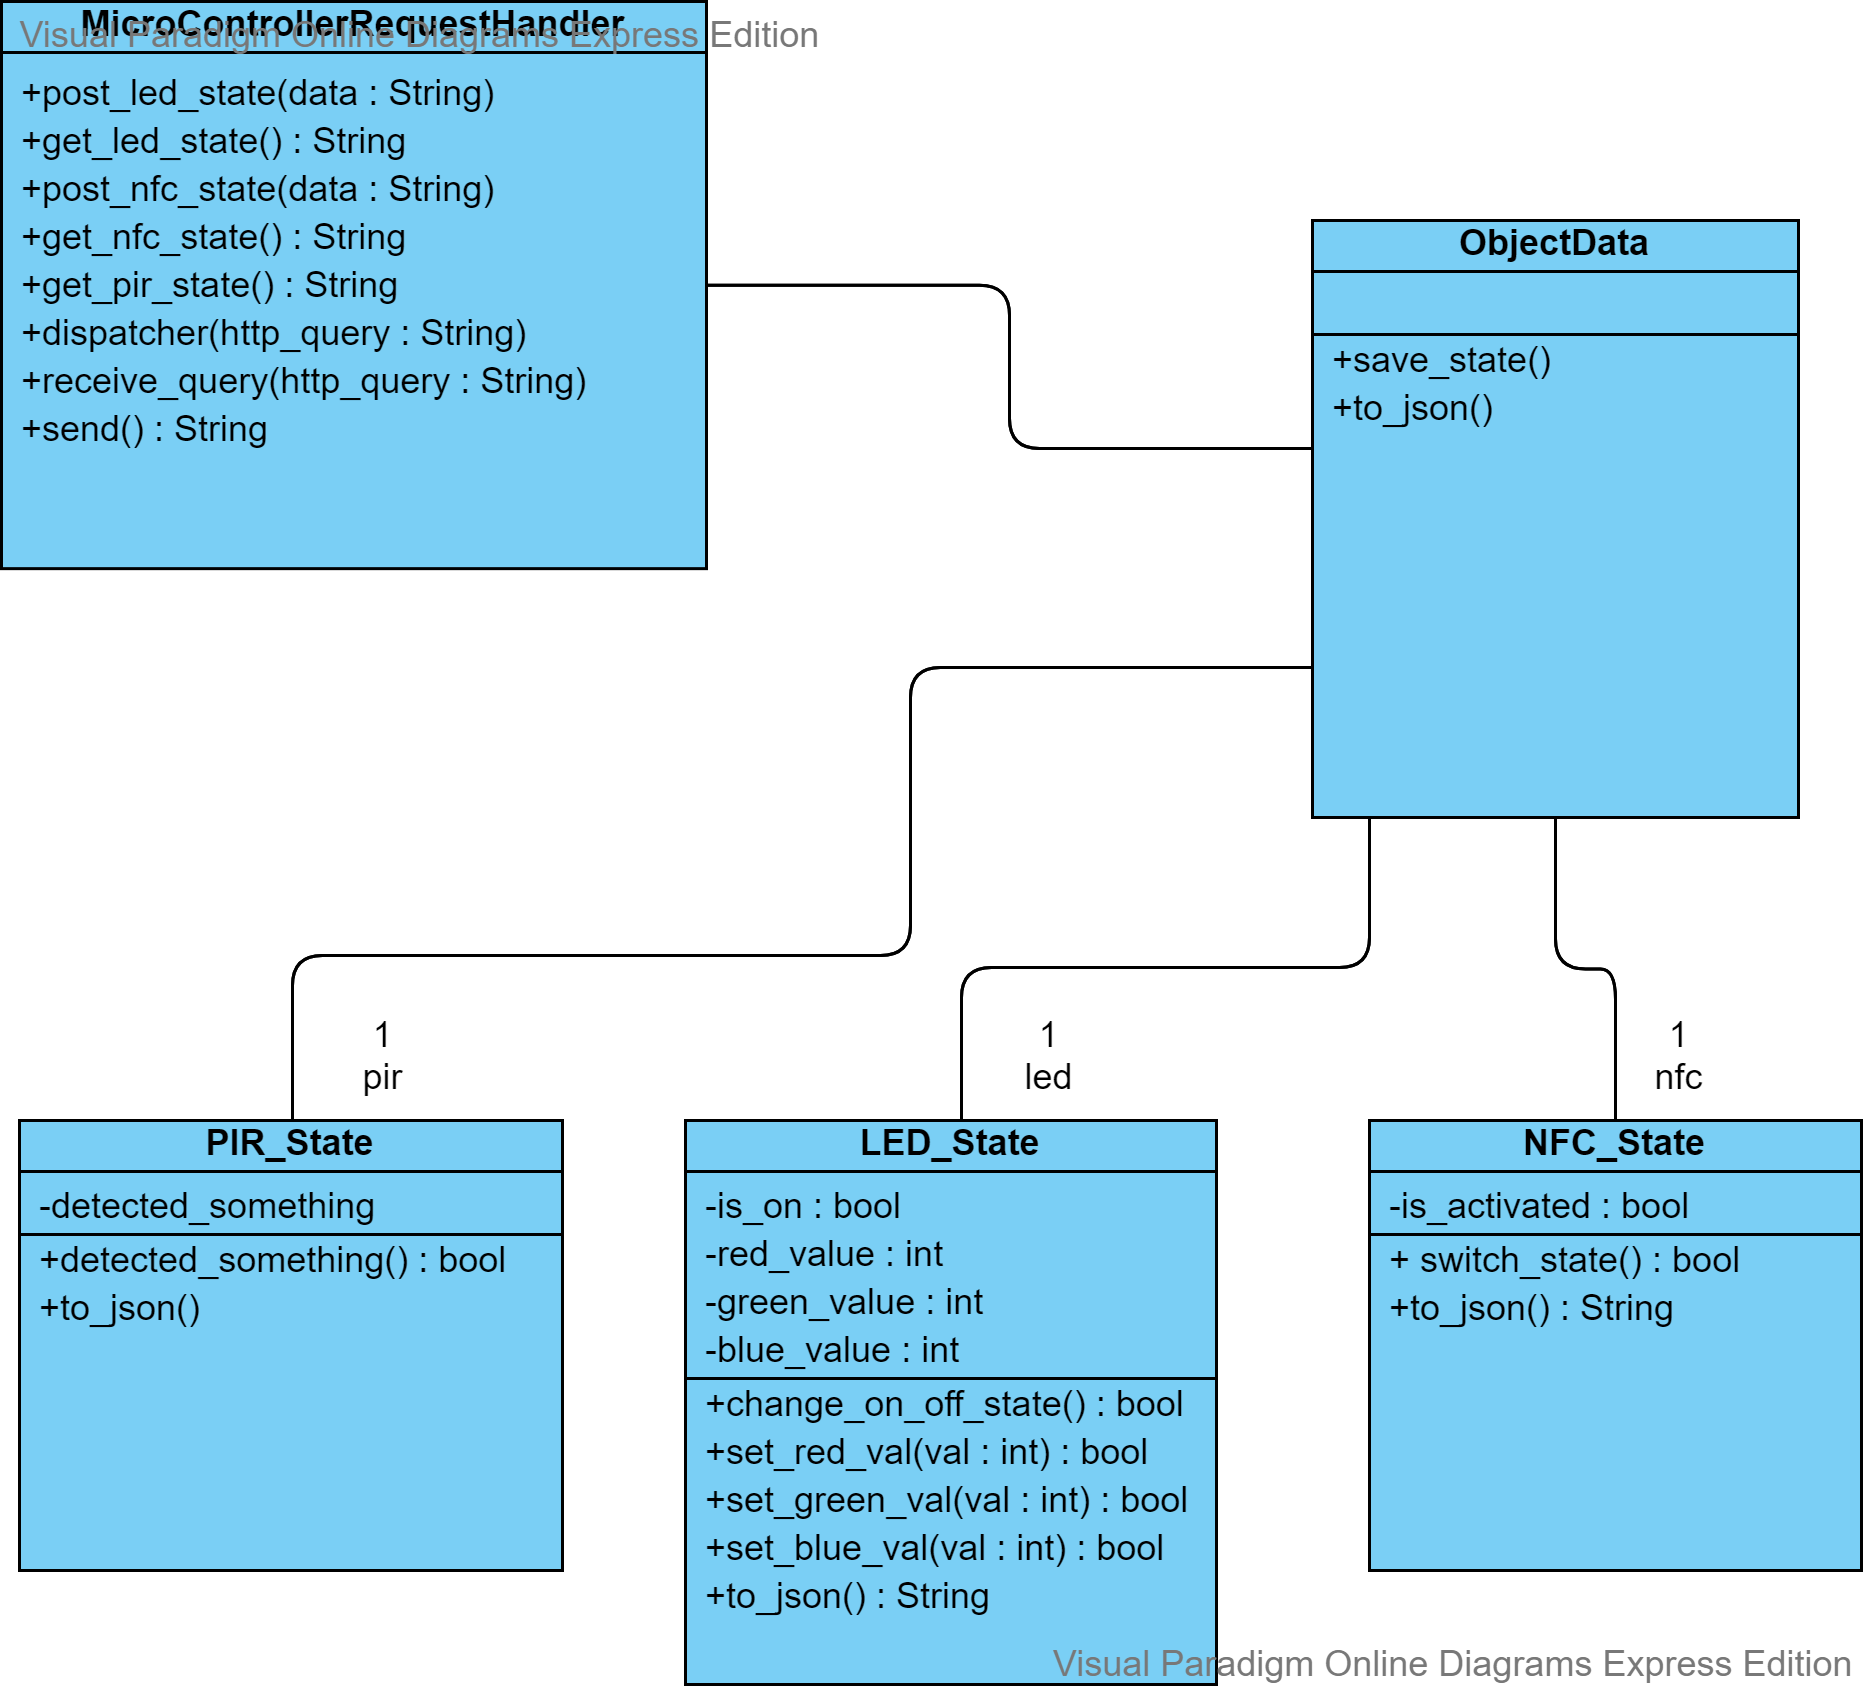 MicroControllerRequestHandler
Visual Paradigm Online Diagrams Express Edition
+post_led_state(data : String)
+get_led_state() : String
+post_nfc_state(data : String)
+get_nfc_state() : String
+get_pir_state() : String
+dispatcher(http_query : String)
+receive_query(http_query : String)
+send() : String
ObjectData
+save_state()
+to_json()
1
pir
1
led
1
nfc
PIR_State
-detected_something
+detected_something() : bool
+to_json()
LED_State
-is_on : bool
-red_value : int
-green_value : int
-blue_value : int
+change_on_off_state() : bool
+set_red_val(val : int) : bool
+set_green_val(val : int) : bool
+set_blue_val(val : int) : bool
+to_json() : String
NFC_State
-is_activated : bool
+ switch_state() : bool
+to_json() : String
Visual Paradigm Online Diagrams Express Edition